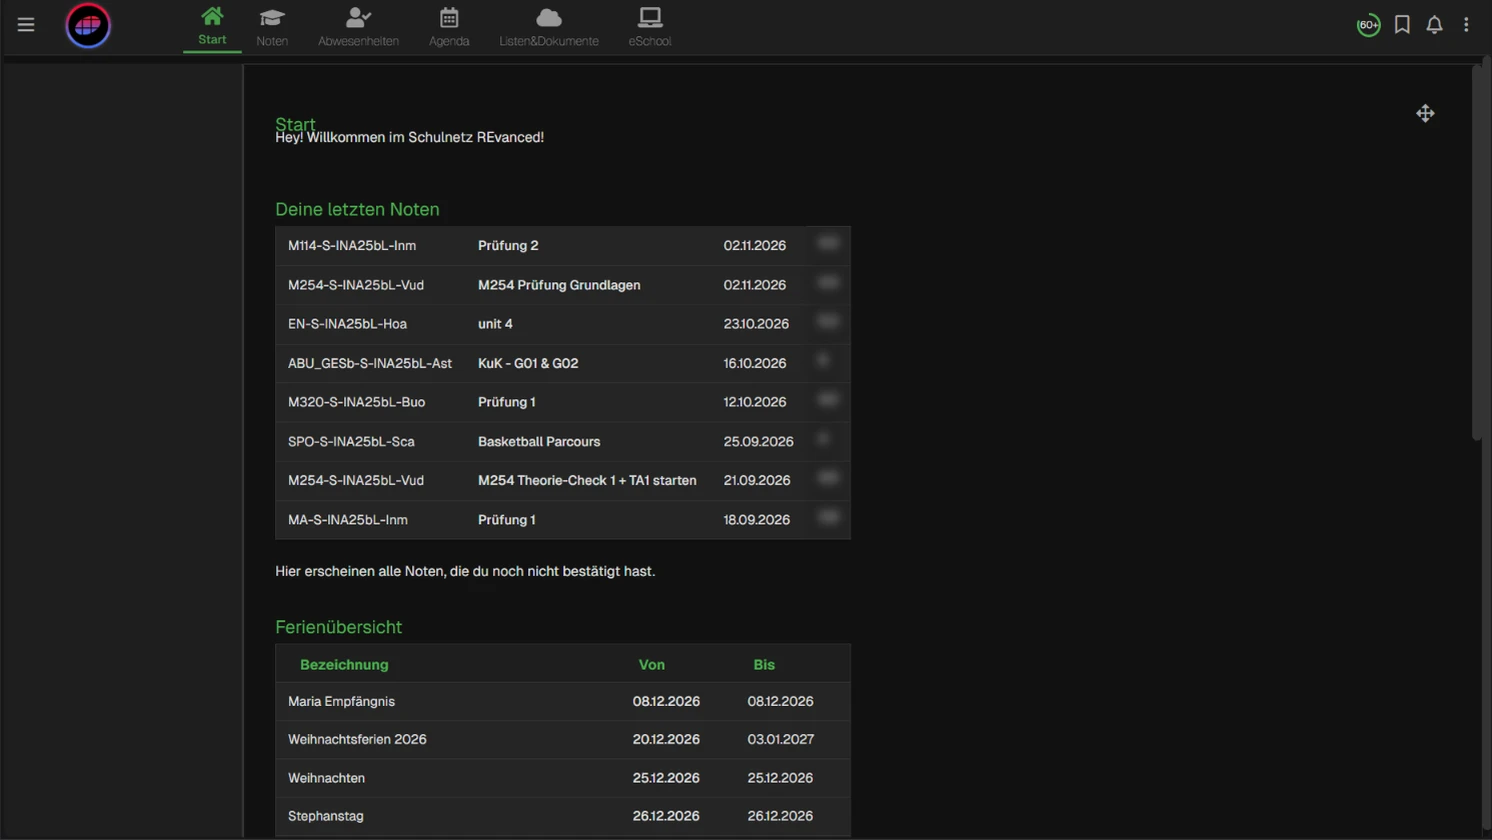 Start
Noten
Abwesenheiten
Agenda
Listen&Dokumente
eSchool
60+
Start
Hey! Willkommen im Schulnetz REvanced!
Deine letzten Noten
M114-S-INA25bL-Inm Prüfung 2 02.11.2026
M254-S-INA25bL-Vud M254 Prüfung Grundlagen 02.11.2026
EN-S-INA25bL-Hoa unit 4 23.10.2026
ABU_GESb-S-INA25bL-Ast KuK - G01 & G02 16.10.2026
M320-S-INA25bL-Buo Prüfung 1 12.10.2026
SPO-S-INA25bL-Sca Basketball Parcours 25.09.2026
M254-S-INA25bL-Vud M254 Theorie-Check 1 + TA1 starten 21.09.2026
MA-S-INA25bL-Inm Prüfung 1 18.09.2026
Hier erscheinen alle Noten, die du noch nicht bestätigt hast.
Ferienübersicht
Bezeichnung Von Bis
Maria Empfängnis 08.12.2026 08.12.2026
Weihnachtsferien 2026 20.12.2026 03.01.2027
Weihnachten 25.12.2026 25.12.2026
Stephanstag 26.12.2026 26.12.2026